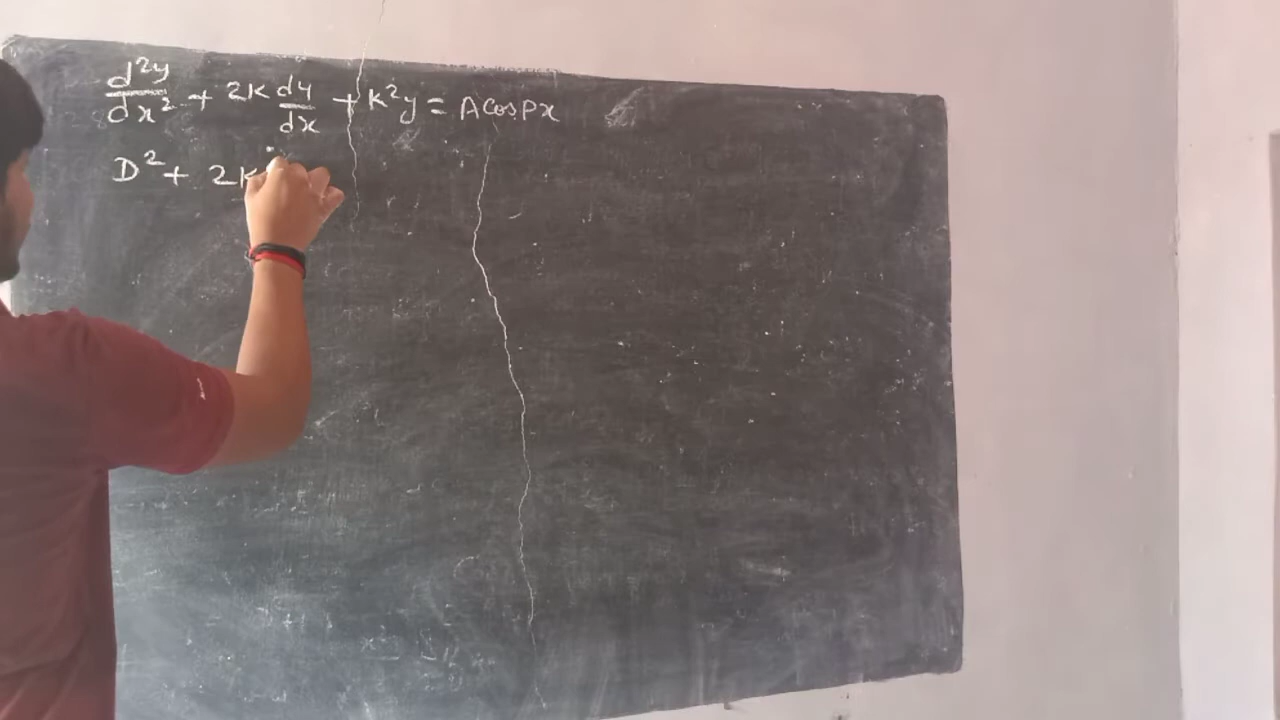 d²y/dx² + 2K dy/dx + K²y = A cos Px
D² + 2K